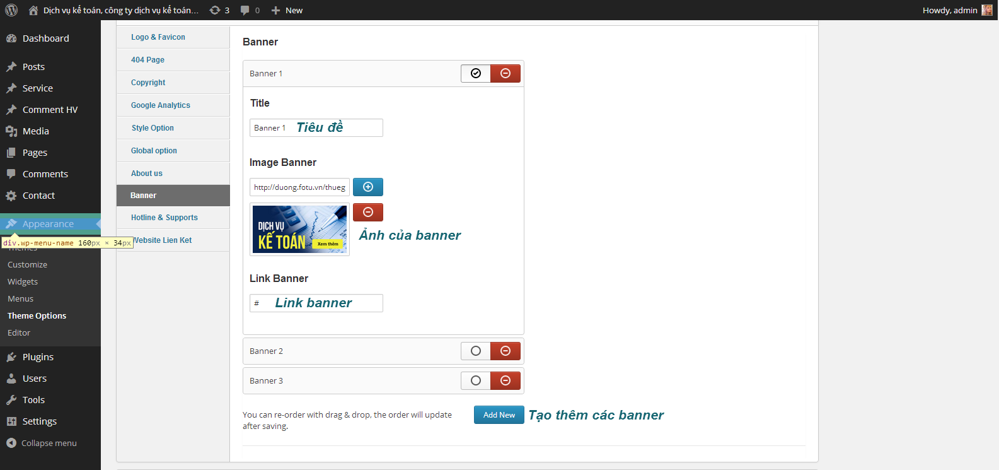 Dịch vụ kế toán, công ty dịch vụ kế toán... 3 0 New Howdy, admin
Dashboard
Posts
Service
Comment HV
Media
Pages
Comments
Contact
Appearance
div.wp-menu-name 160px × 34px
Themes
Customize
Widgets
Menus
Theme Options
Editor
Plugins
Users
Tools
Settings
Collapse menu
Logo & Favicon
404 Page
Copyright
Google Analytics
Style Option
Global option
About us
Banner
Hotline & Supports
Website Lien Ket
Banner
Banner 1
Title
Banner 1 Tiêu đề
Image Banner
http://duong.fotu.vn/thueg
DỊCH VỤ
KẾ TOÁN
Xem thêm
Ảnh của banner
Link Banner
# Link banner
Banner 2
Banner 3
You can re-order with drag & drop, the order will update
after saving.
Add New Tạo thêm các banner